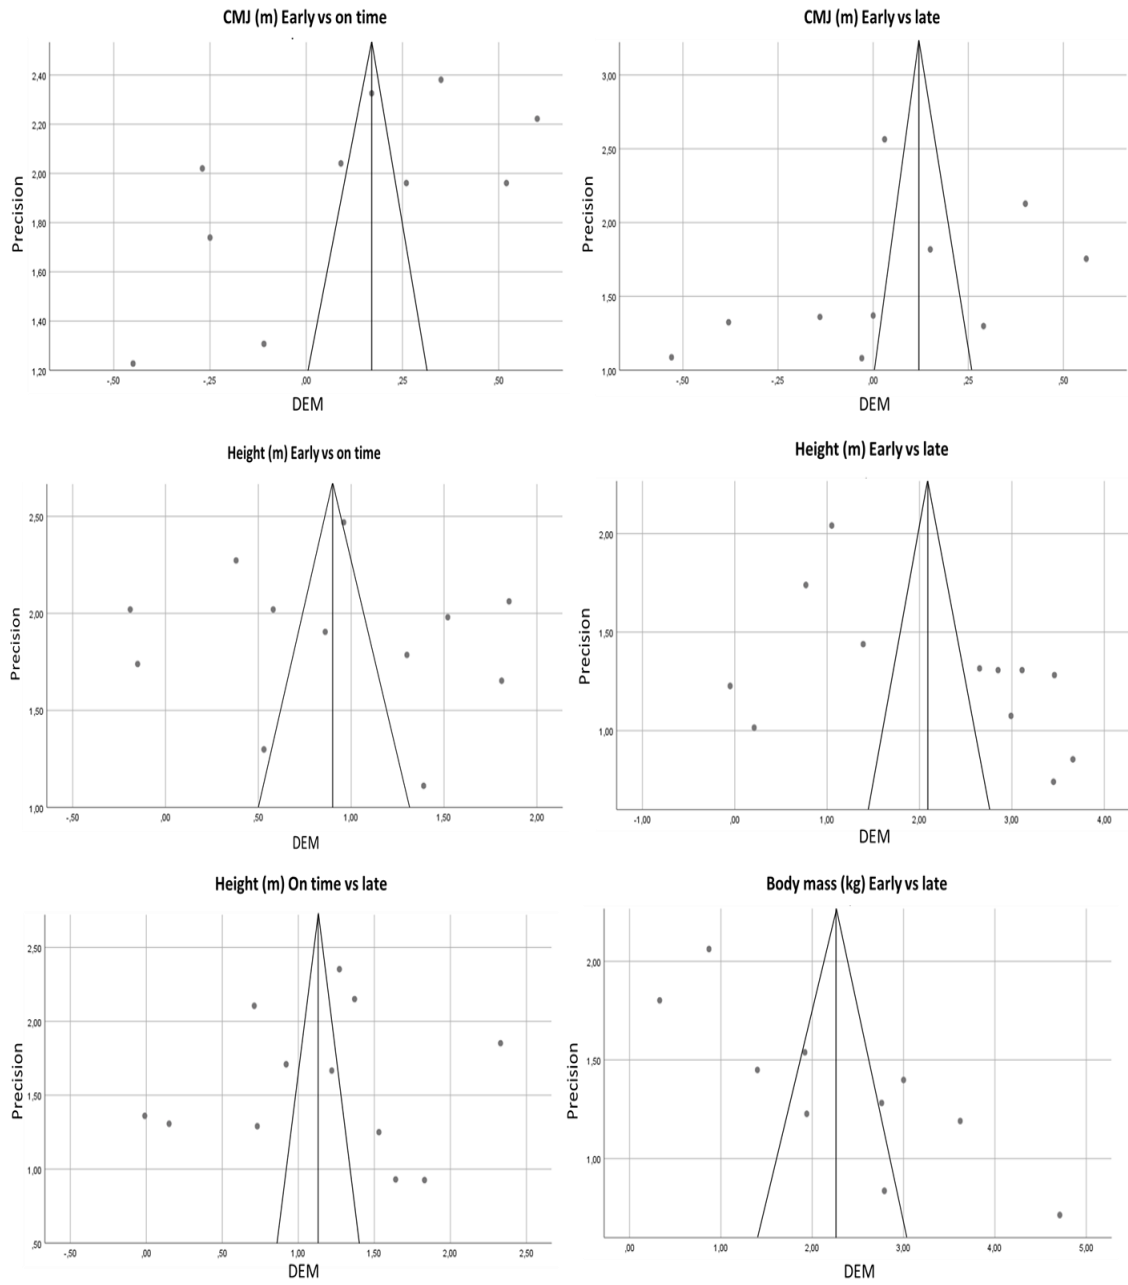 CMJ (m) Early vs on time
2,40
2,20
2,00
1,80
1,60
1,40
1,20
Precision
-,50 -,25 ,00 ,25 ,50
DEM
CMJ (m) Early vs late
3,00
2,50
2,00
1,50
1,00
Precision
-,50 -,25 ,00 ,25 ,50
DEM
Height (m) Early vs on time
2,50
2,00
1,50
1,00
Precision
-,50 ,00 ,50 1,00 1,50 2,00
DEM
Height (m) Early vs late
2,00
1,50
1,00
Precision
-1,00 ,00 1,00 2,00 3,00 4,00
DEM
Height (m) On time vs late
2,50
2,00
1,50
1,00
,50
Precision
-,50 ,00 ,50 1,00 1,50 2,00 2,50
DEM
Body mass (kg) Early vs late
2,00
1,50
1,00
Precision
,00 1,00 2,00 3,00 4,00 5,00
DEM